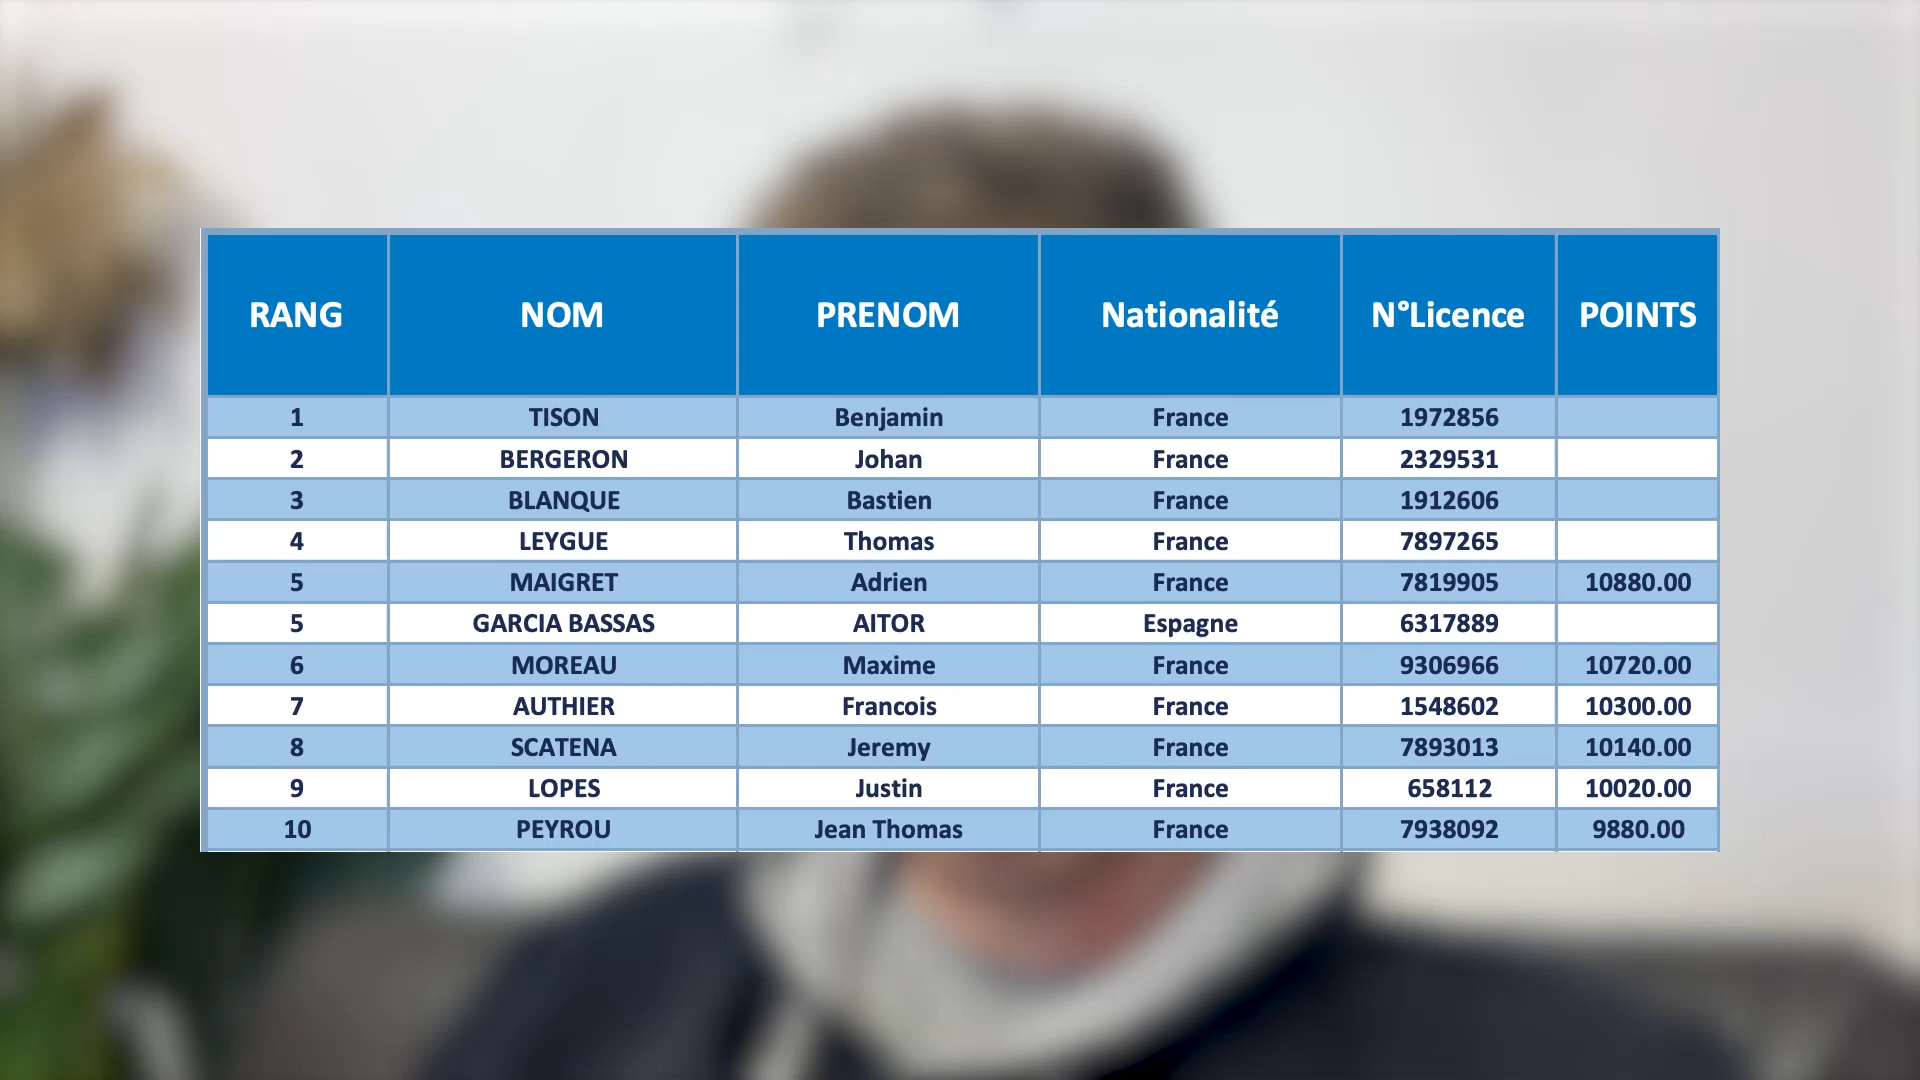 RANG NOM PRENOM Nationalité N°Licence POINTS
1 TISON Benjamin France 1972856
2 BERGERON Johan France 2329531
3 BLANQUE Bastien France 1912606
4 LEYGUE Thomas France 7897265
5 MAIGRET Adrien France 7819905 10880.00
5 GARCIA BASSAS AITOR Espagne 6317889
6 MOREAU Maxime France 9306966 10720.00
7 AUTHIER Francois France 1548602 10300.00
8 SCATENA Jeremy France 7893013 10140.00
9 LOPES Justin France 658112 10020.00
10 PEYROU Jean Thomas France 7938092 9880.00